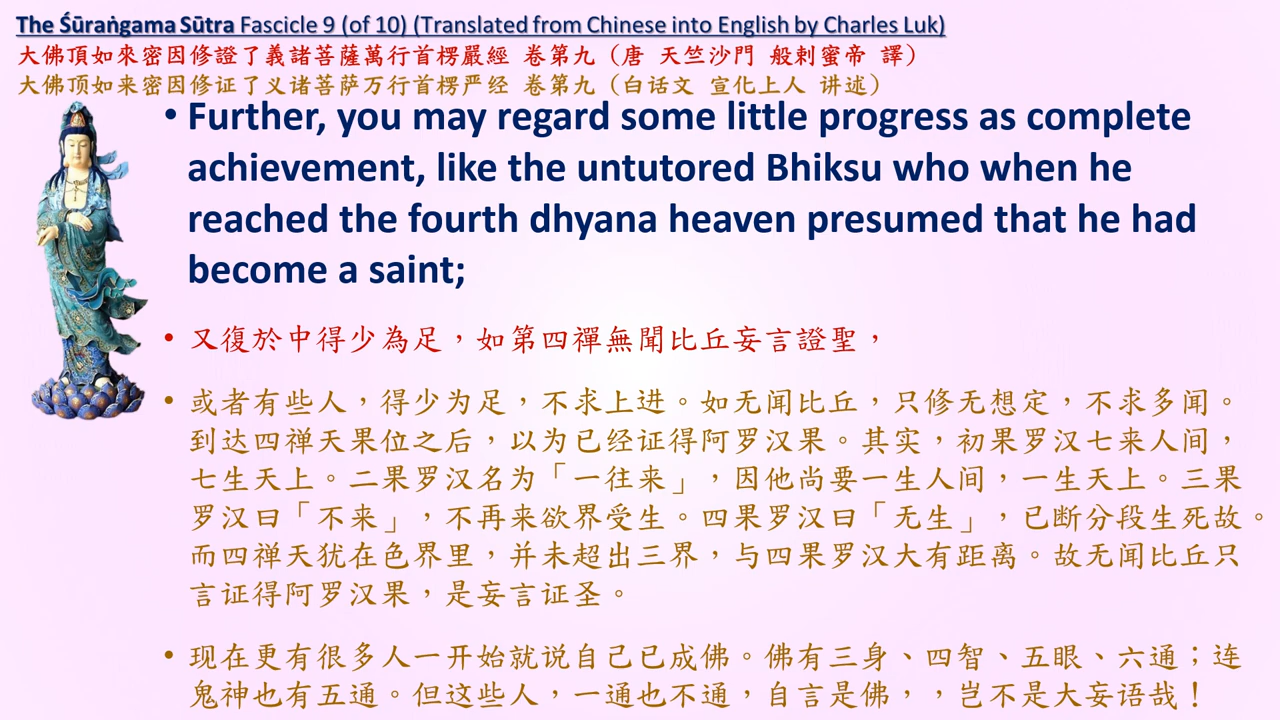 The Śūraṅgama Sūtra Fascicle 9 (of 10) (Translated from Chinese into English by Charles Luk)
大佛頂如來密因修證了義諸菩薩萬行首楞嚴經 卷第九（唐 天竺沙門 般剌蜜帝 譯）
大佛顶如来密因修证了义诸菩萨万行首楞严经 卷第九（白话文 宣化上人 讲述）
• Further, you may regard some little progress as complete
achievement, like the untutored Bhiksu who when he
reached the fourth dhyana heaven presumed that he had
become a saint;
• 又復於中得少為足，如第四禪無聞比丘妄言證聖，
• 或者有些人，得少为足，不求上进。如无闻比丘，只修无想定，不求多闻。
到达四禅天果位之后，以为已经证得阿罗汉果。其实，初果罗汉七来人间，
七生天上。二果罗汉名为「一往来」，因他尚要一生人间，一生天上。三果
罗汉曰「不来」，不再来欲界受生。四果罗汉曰「无生」，已断分段生死故。
而四禅天犹在色界里，并未超出三界，与四果罗汉大有距离。故无闻比丘只
言证得阿罗汉果，是妄言证圣。
• 现在更有很多人一开始就说自己已成佛。佛有三身、四智、五眼、六通；连
鬼神也有五通。但这些人，一通也不通，自言是佛，，岂不是大妄语哉！